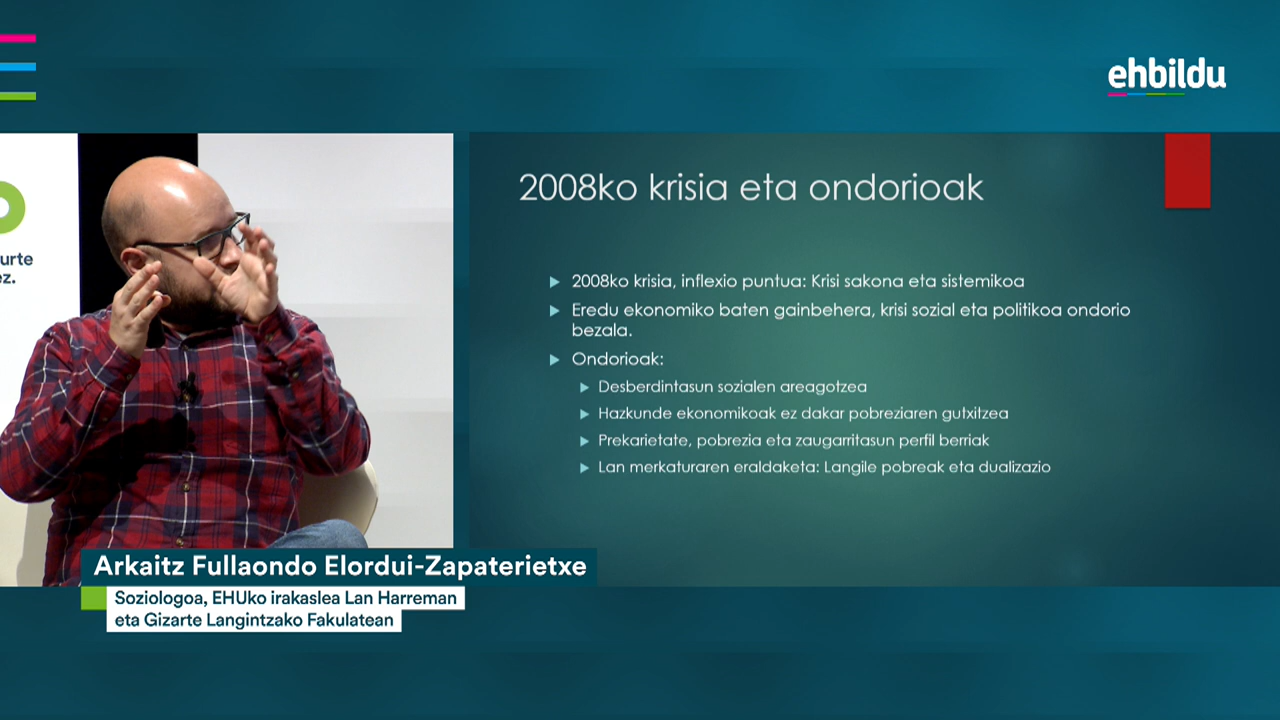 ehbildu
urte
ez.
2008ko krisia eta ondorioak
2008ko krisia, inflexio puntua: Krisi sakona eta sistemikoa
Eredu ekonomiko baten gainbehera, krisi sozial eta politikoa ondorio
bezala.
Ondorioak:
Desberdintasun sozialen areagotzea
Hazkunde ekonomikoak ez dakar pobreziaren gutxitzea
Prekarietate, pobrezia eta zaugarritasun perfil berriak
Lan merkaturaren eraldaketa: Langile pobreak eta dualizazio
Arkaitz Fullaondo Elordui-Zapaterietxe
Soziologoa, EHUko irakaslea Lan Harreman
eta Gizarte Langintzako Fakulatean